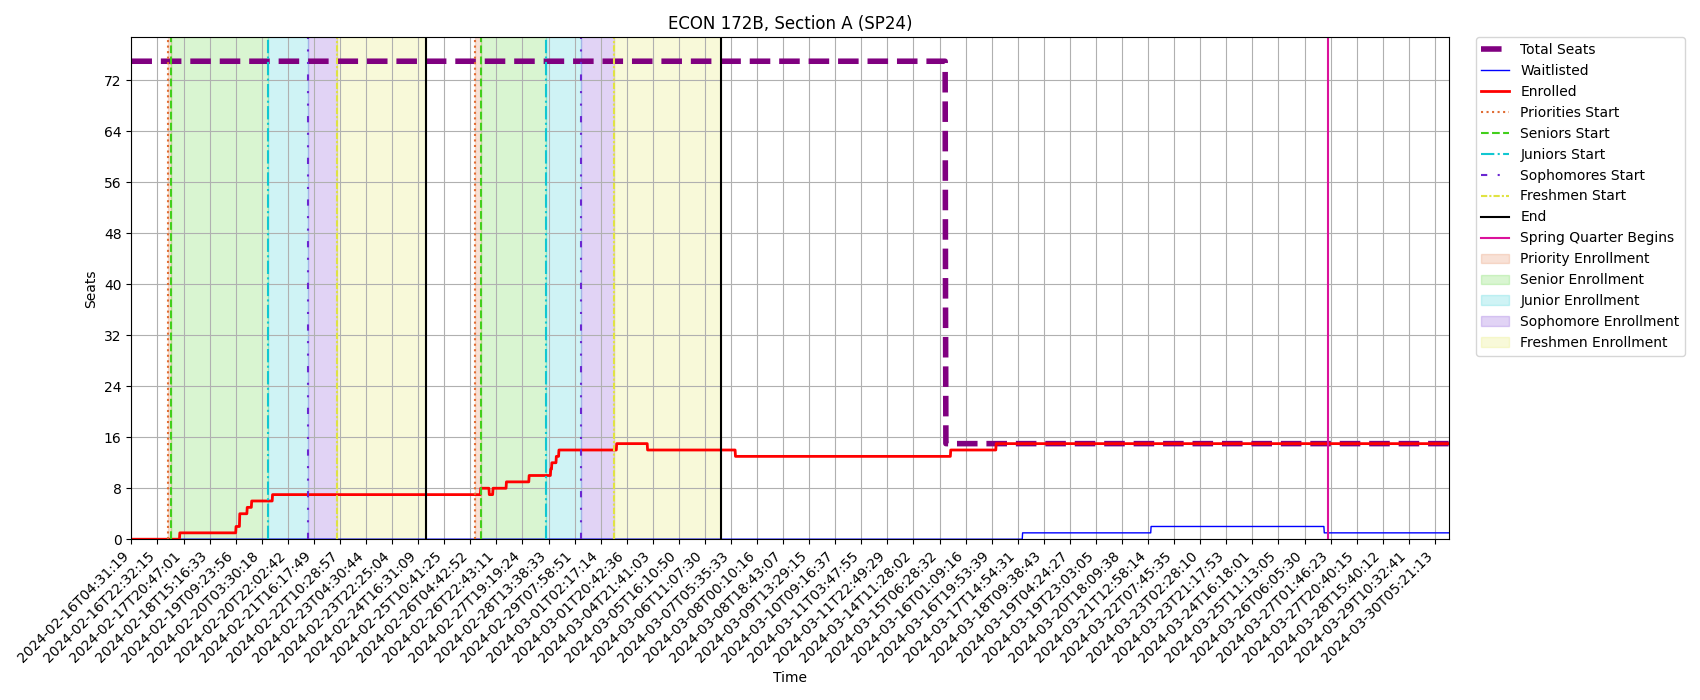 ECON 172B, Section A (SP24)
Seats
72
64
56
48
40
32
24
16
8
0
2024-02-16T04:31:19
2024-02-16T22:32:15
2024-02-17T20:47:01
2024-02-18T15:16:33
2024-02-19T09:23:56
2024-02-20T03:30:18
2024-02-20T22:02:42
2024-02-21T16:17:49
2024-02-22T10:28:57
2024-02-23T04:30:44
2024-02-23T22:25:04
2024-02-24T16:31:09
2024-02-25T10:41:25
2024-02-26T04:42:52
2024-02-26T22:43:11
2024-02-27T19:19:24
2024-02-28T13:38:33
2024-02-29T07:58:51
2024-03-01T02:17:14
2024-03-01T20:42:36
2024-03-04T21:41:03
2024-03-05T16:10:50
2024-03-06T11:07:30
2024-03-07T05:35:33
2024-03-08T00:10:16
2024-03-08T18:43:07
2024-03-09T13:29:15
2024-03-10T09:16:37
2024-03-11T03:47:55
2024-03-11T22:49:29
2024-03-14T11:28:02
2024-03-15T06:28:32
2024-03-16T01:09:16
2024-03-16T19:53:39
2024-03-17T14:54:31
2024-03-18T09:38:43
2024-03-19T04:24:27
2024-03-19T23:03:05
2024-03-20T18:09:38
2024-03-21T12:58:14
2024-03-22T07:45:35
2024-03-23T02:28:10
2024-03-23T21:17:53
2024-03-24T16:18:01
2024-03-25T11:13:05
2024-03-26T06:05:30
2024-03-27T01:46:23
2024-03-27T20:40:15
2024-03-28T15:40:12
2024-03-29T10:32:41
2024-03-30T05:21:13
Time
Total Seats
Waitlisted
Enrolled
Priorities Start
Seniors Start
Juniors Start
Sophomores Start
Freshmen Start
End
Spring Quarter Begins
Priority Enrollment
Senior Enrollment
Junior Enrollment
Sophomore Enrollment
Freshmen Enrollment